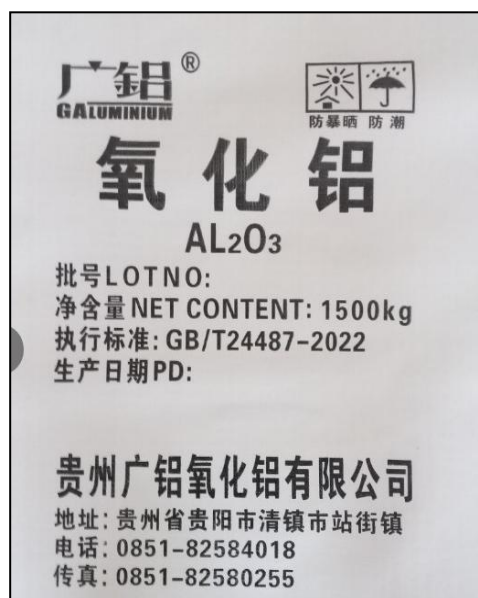 广铝®
GALUMINIUM
防暴晒 防潮
氧化铝
AL₂O₃
批号LOTNO:
净含量NET CONTENT: 1500kg
执行标准: GB/T24487-2022
生产日期PD:
贵州广铝氧化铝有限公司
地址: 贵州省贵阳市清镇市站街镇
电话: 0851-82584018
传真: 0851-82580255